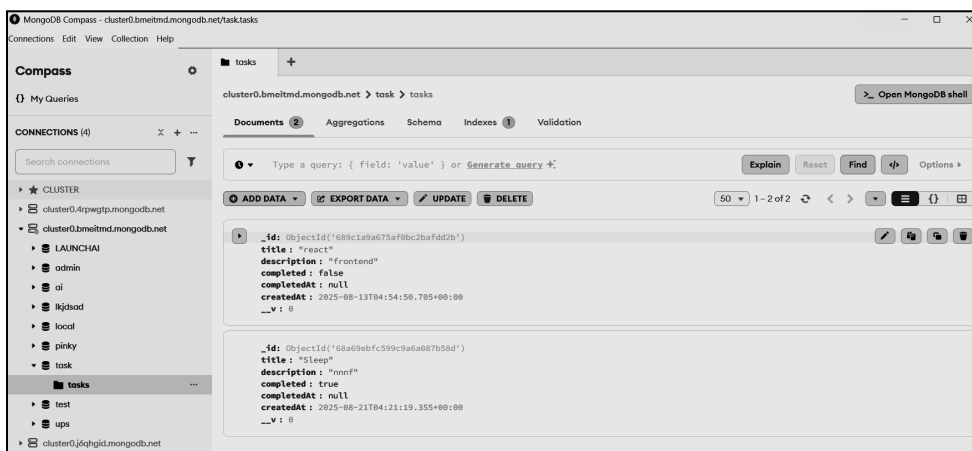 MongoDB Compass - cluster0.bmeitmd.mongodb.net/task.tasks
Connections Edit View Collection Help
Compass
{} My Queries
CONNECTIONS (4)
Search connections
CLUSTER
cluster0.4rpwgtp.mongodb.net
cluster0.bmeitmd.mongodb.net
LAUNCHAI
admin
ai
lkjdsad
local
pinky
task
tasks
test
ups
cluster0.j6qhgid.mongodb.net
tasks +
cluster0.bmeitmd.mongodb.net > task > tasks
>_ Open MongoDB shell
Documents 2 Aggregations Schema Indexes 1 Validation
Type a query: { field: 'value' } or Generate query
Explain Reset Find </> Options
ADD DATA EXPORT DATA UPDATE DELETE
50 1 – 2 of 2 {}
_id: ObjectId('689c1a9a675af0bc2bafdd2b')
title : "react"
description : "frontend"
completed : false
completedAt : null
createdAt : 2025-08-13T04:54:50.705+00:00
__v : 0
_id: ObjectId('68a69ebfc599c9a6a087b58d')
title : "Sleep"
description : "nnnf"
completed : true
completedAt : null
createdAt : 2025-08-21T04:21:19.355+00:00
__v : 0